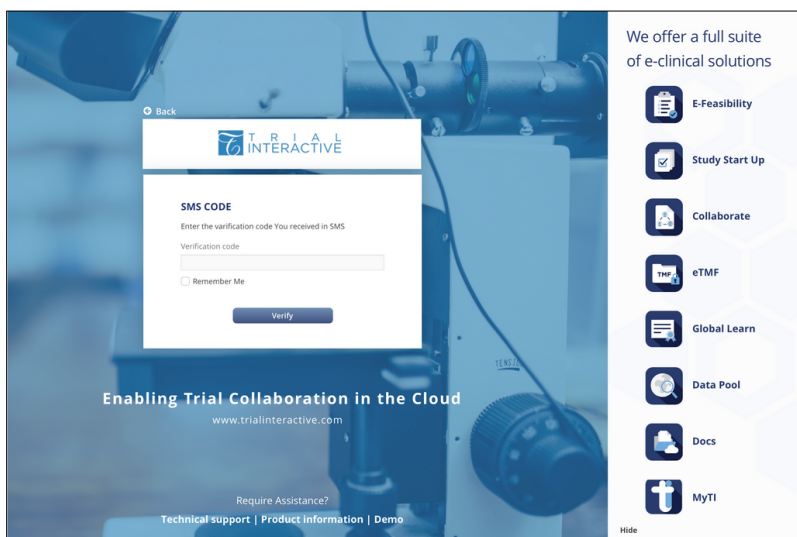 Back
TRIAL
INTERACTIVE
SMS CODE
Enter the varification code You received in SMS
Verification code
Remember Me
Verify
TENSIO
Enabling Trial Collaboration in the Cloud
www.trialinteractive.com
Require Assistance?
Technical support | Product information | Demo
We offer a full suite
of e-clinical solutions
E-Feasibility
Study Start Up
Collaborate
TMF
eTMF
Global Learn
Data Pool
Docs
MyTI
Hide